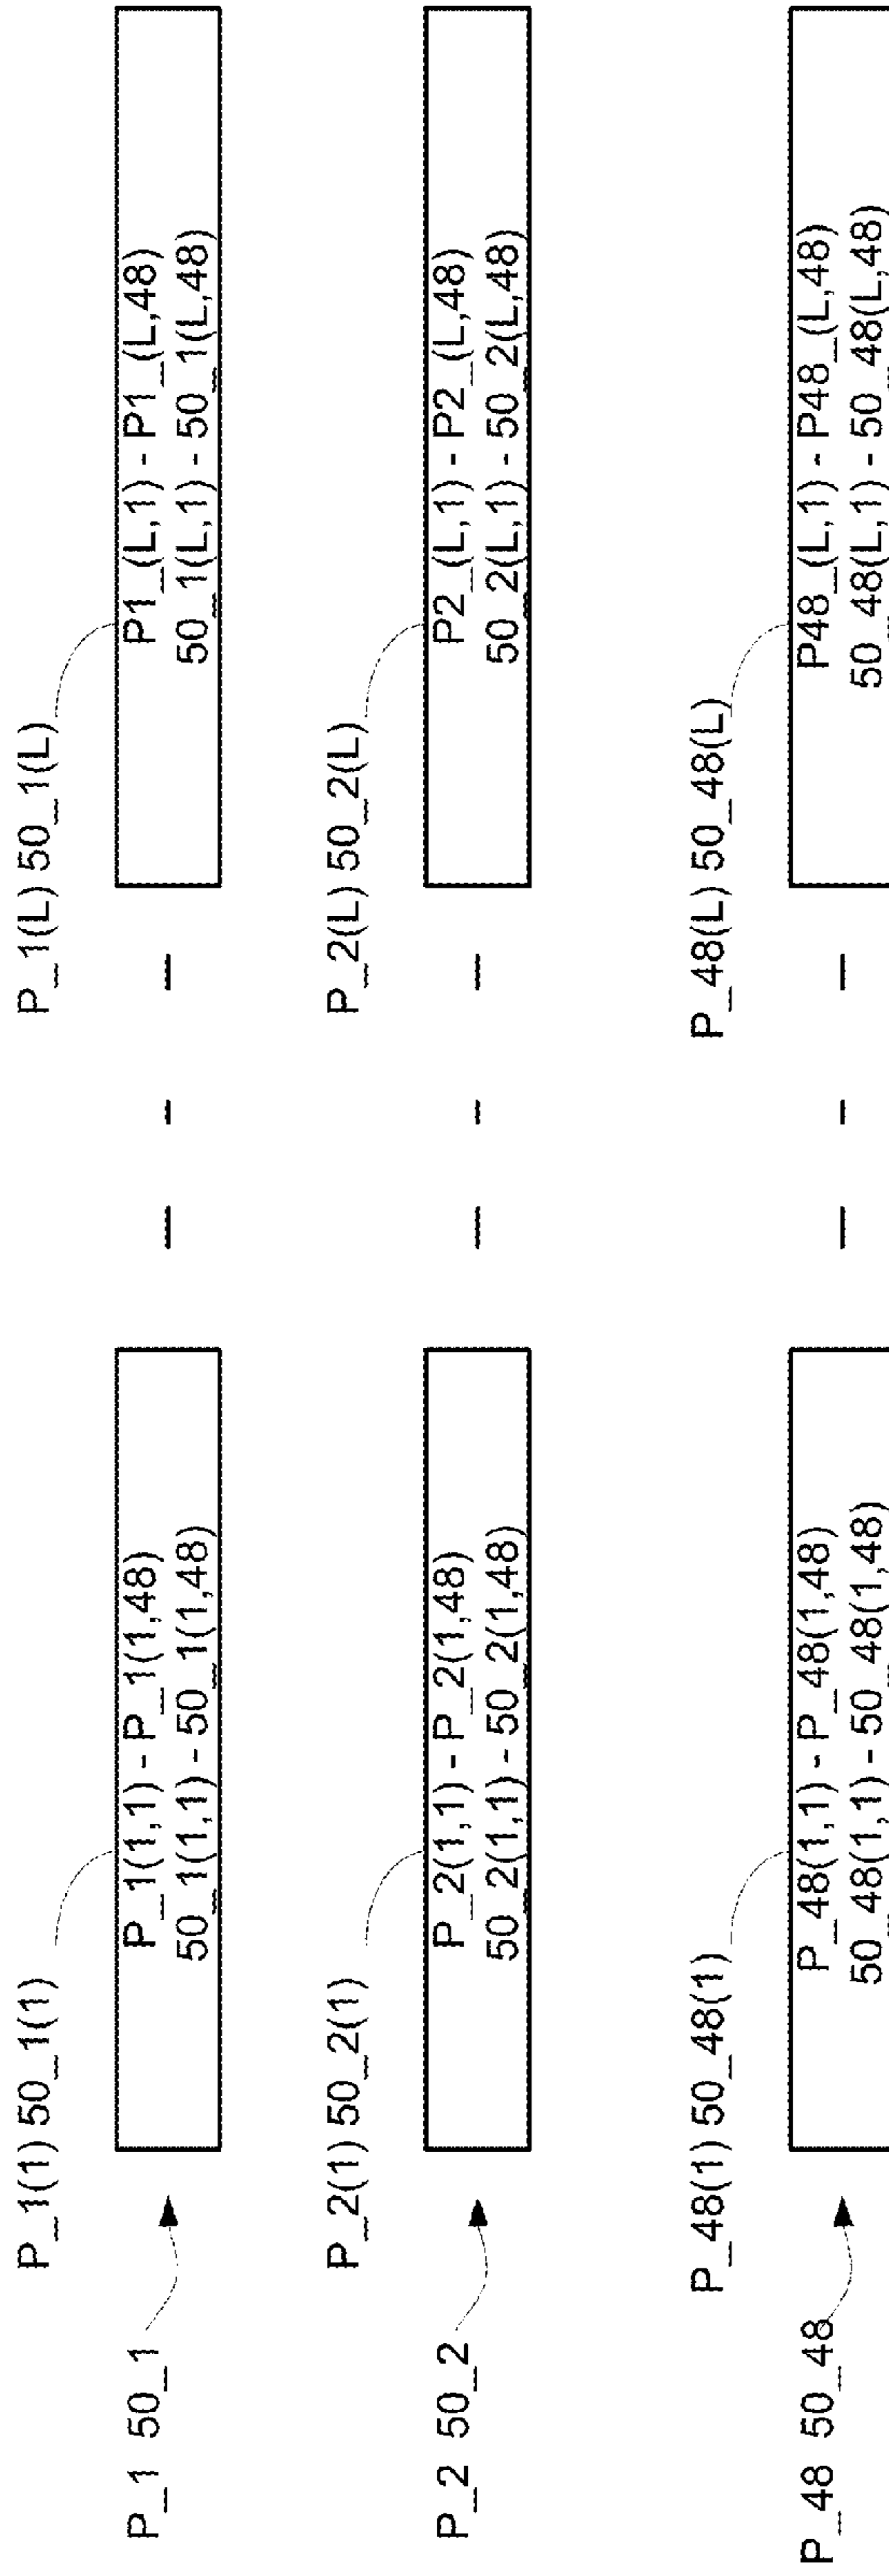 P_1(1) 50_1(1)
P_1(L) 50_1(L)
P_1 50_1
P_1(1,1) - P_1(1,48)
50_1(1,1) - 50_1(1,48)
P1_(L,1) - P1_(L,48)
50_1(L,1) - 50_1(L,48)
P_2(1) 50_2(1)
P_2(L) 50_2(L)
P_2 50_2
P_2(1,1) - P_2(1,48)
50_2(1,1) - 50_2(1,48)
P2_(L,1) - P2_(L,48)
50_2(L,1) - 50_2(L,48)
P_48(1) 50_48(1)
P_48(L) 50_48(L)
P_48 50_48
P_48(1,1) - P_48(1,48)
50_48(1,1) - 50_48(1,48)
P48_(L,1) - P48_(L,48)
50_48(L,1) - 50_48(L,48)